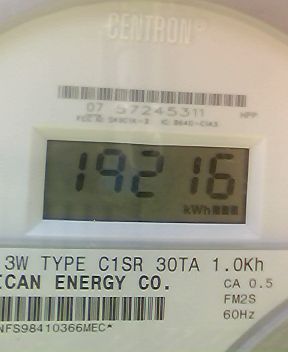 CENTRON®
07 57245311 HPP
19216
kWh
3W TYPE C1SR 30TA 1.0Kh
ICAN ENERGY CO. CA 0.5
FM2S
NFS98410366MEC* 60Hz